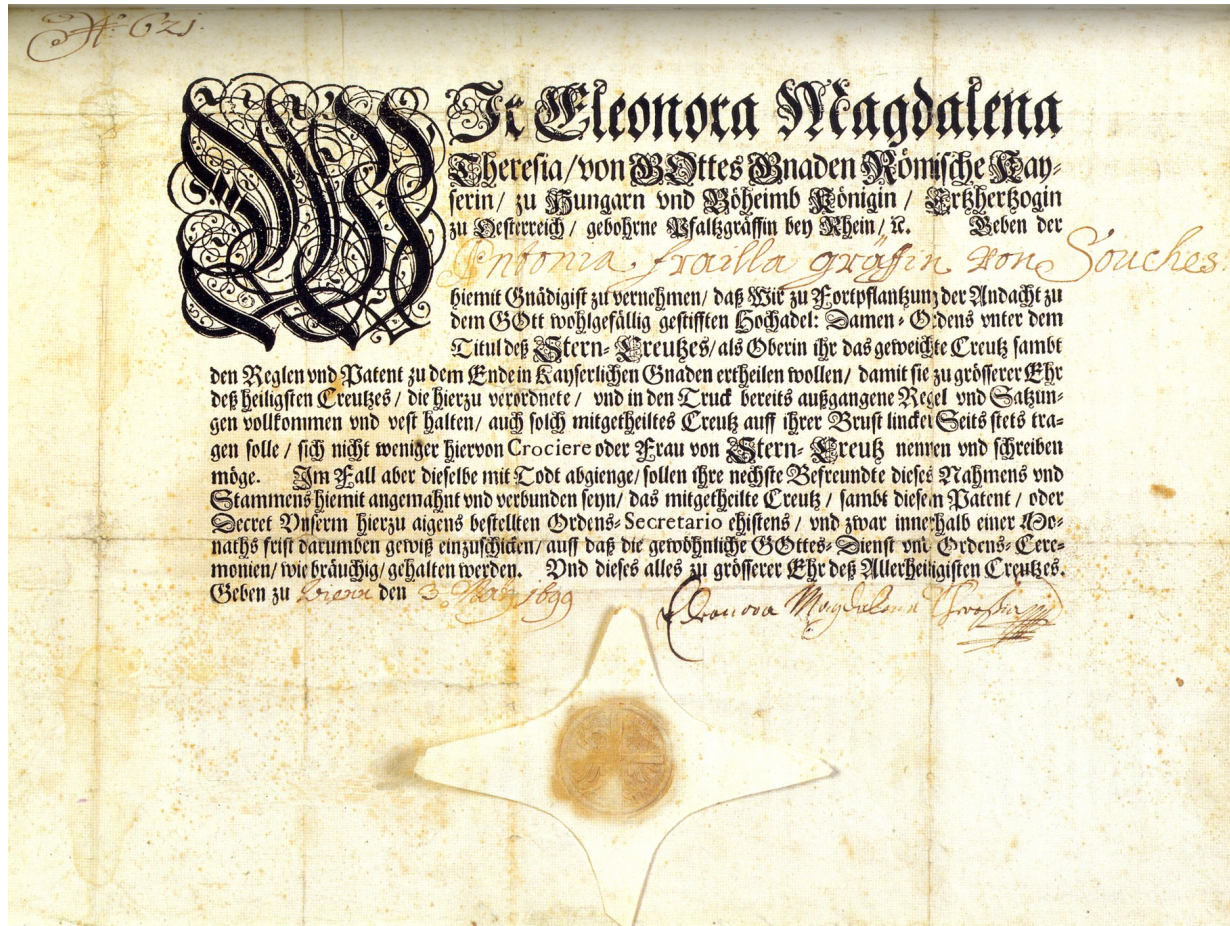 N. 621.
WJr Eleonora Magdalena
Theresia/ von GOttes Gnaden Römische Kay-
serin/ zu Hungarn vnd Böheimb Königin/ Ertzhertzogin
zu Oesterreich/ gebohrne Pfaltzgräffin bey Rhein/ ꝛc. Geben der
Antonia frailla gräffin von Souches
hiemit Gnädigist zu vernehmen/ daß Wir zu Fortpflantzung der Andacht zu
dem GOtt wohlgefällig gestifften Hochadel: Damen-Ordens vnter dem
Titul deß Stern-Creutzes/ als Oberin ihr das geweichte Creutz sambt
den Reglen vnd Patent zu dem Ende in Kayserlichen Gnaden ertheilen wollen/ damit sie zu grösserer Ehr
deß heiligsten Creutzes/ die hierzu verordnete/ vnd in den Truck bereits außgangene Regel vnd Satzun-
gen vollkommen vnd vest halten/ auch solch mitgetheiltes Creutz auff ihrer Brust lincker Seits stets tra-
gen solle/ sich nicht weniger hiervon Crociere oder Frau von Stern-Creutz nennen vnd schreiben
möge. Im Fall aber dieselbe mit Todt abgienge/ sollen ihre nechste Befreundte dieses Nahmens vnd
Stammens hiemit angemahnt vnd verbunden seyn/ das mitgetheilte Creutz/ sambt diesem Patent/ oder
Decret Vnserm hierzu aigens bestellten Ordens-Secretario ehistens/ vnd zwar innerhalb einer Mo-
naths frist darumben gewiß einzuschicken/ auff daß die gewöhnliche GOttes-Dienst vnd Ordens-Cere-
monien/ wie bräuchig/ gehalten werden. Vnd dieses alles zu grösserer Ehr deß Allerheiligisten Creutzes.
Geben zu Wienn den 3. May 1699
Eleonora Magdalena Theresia